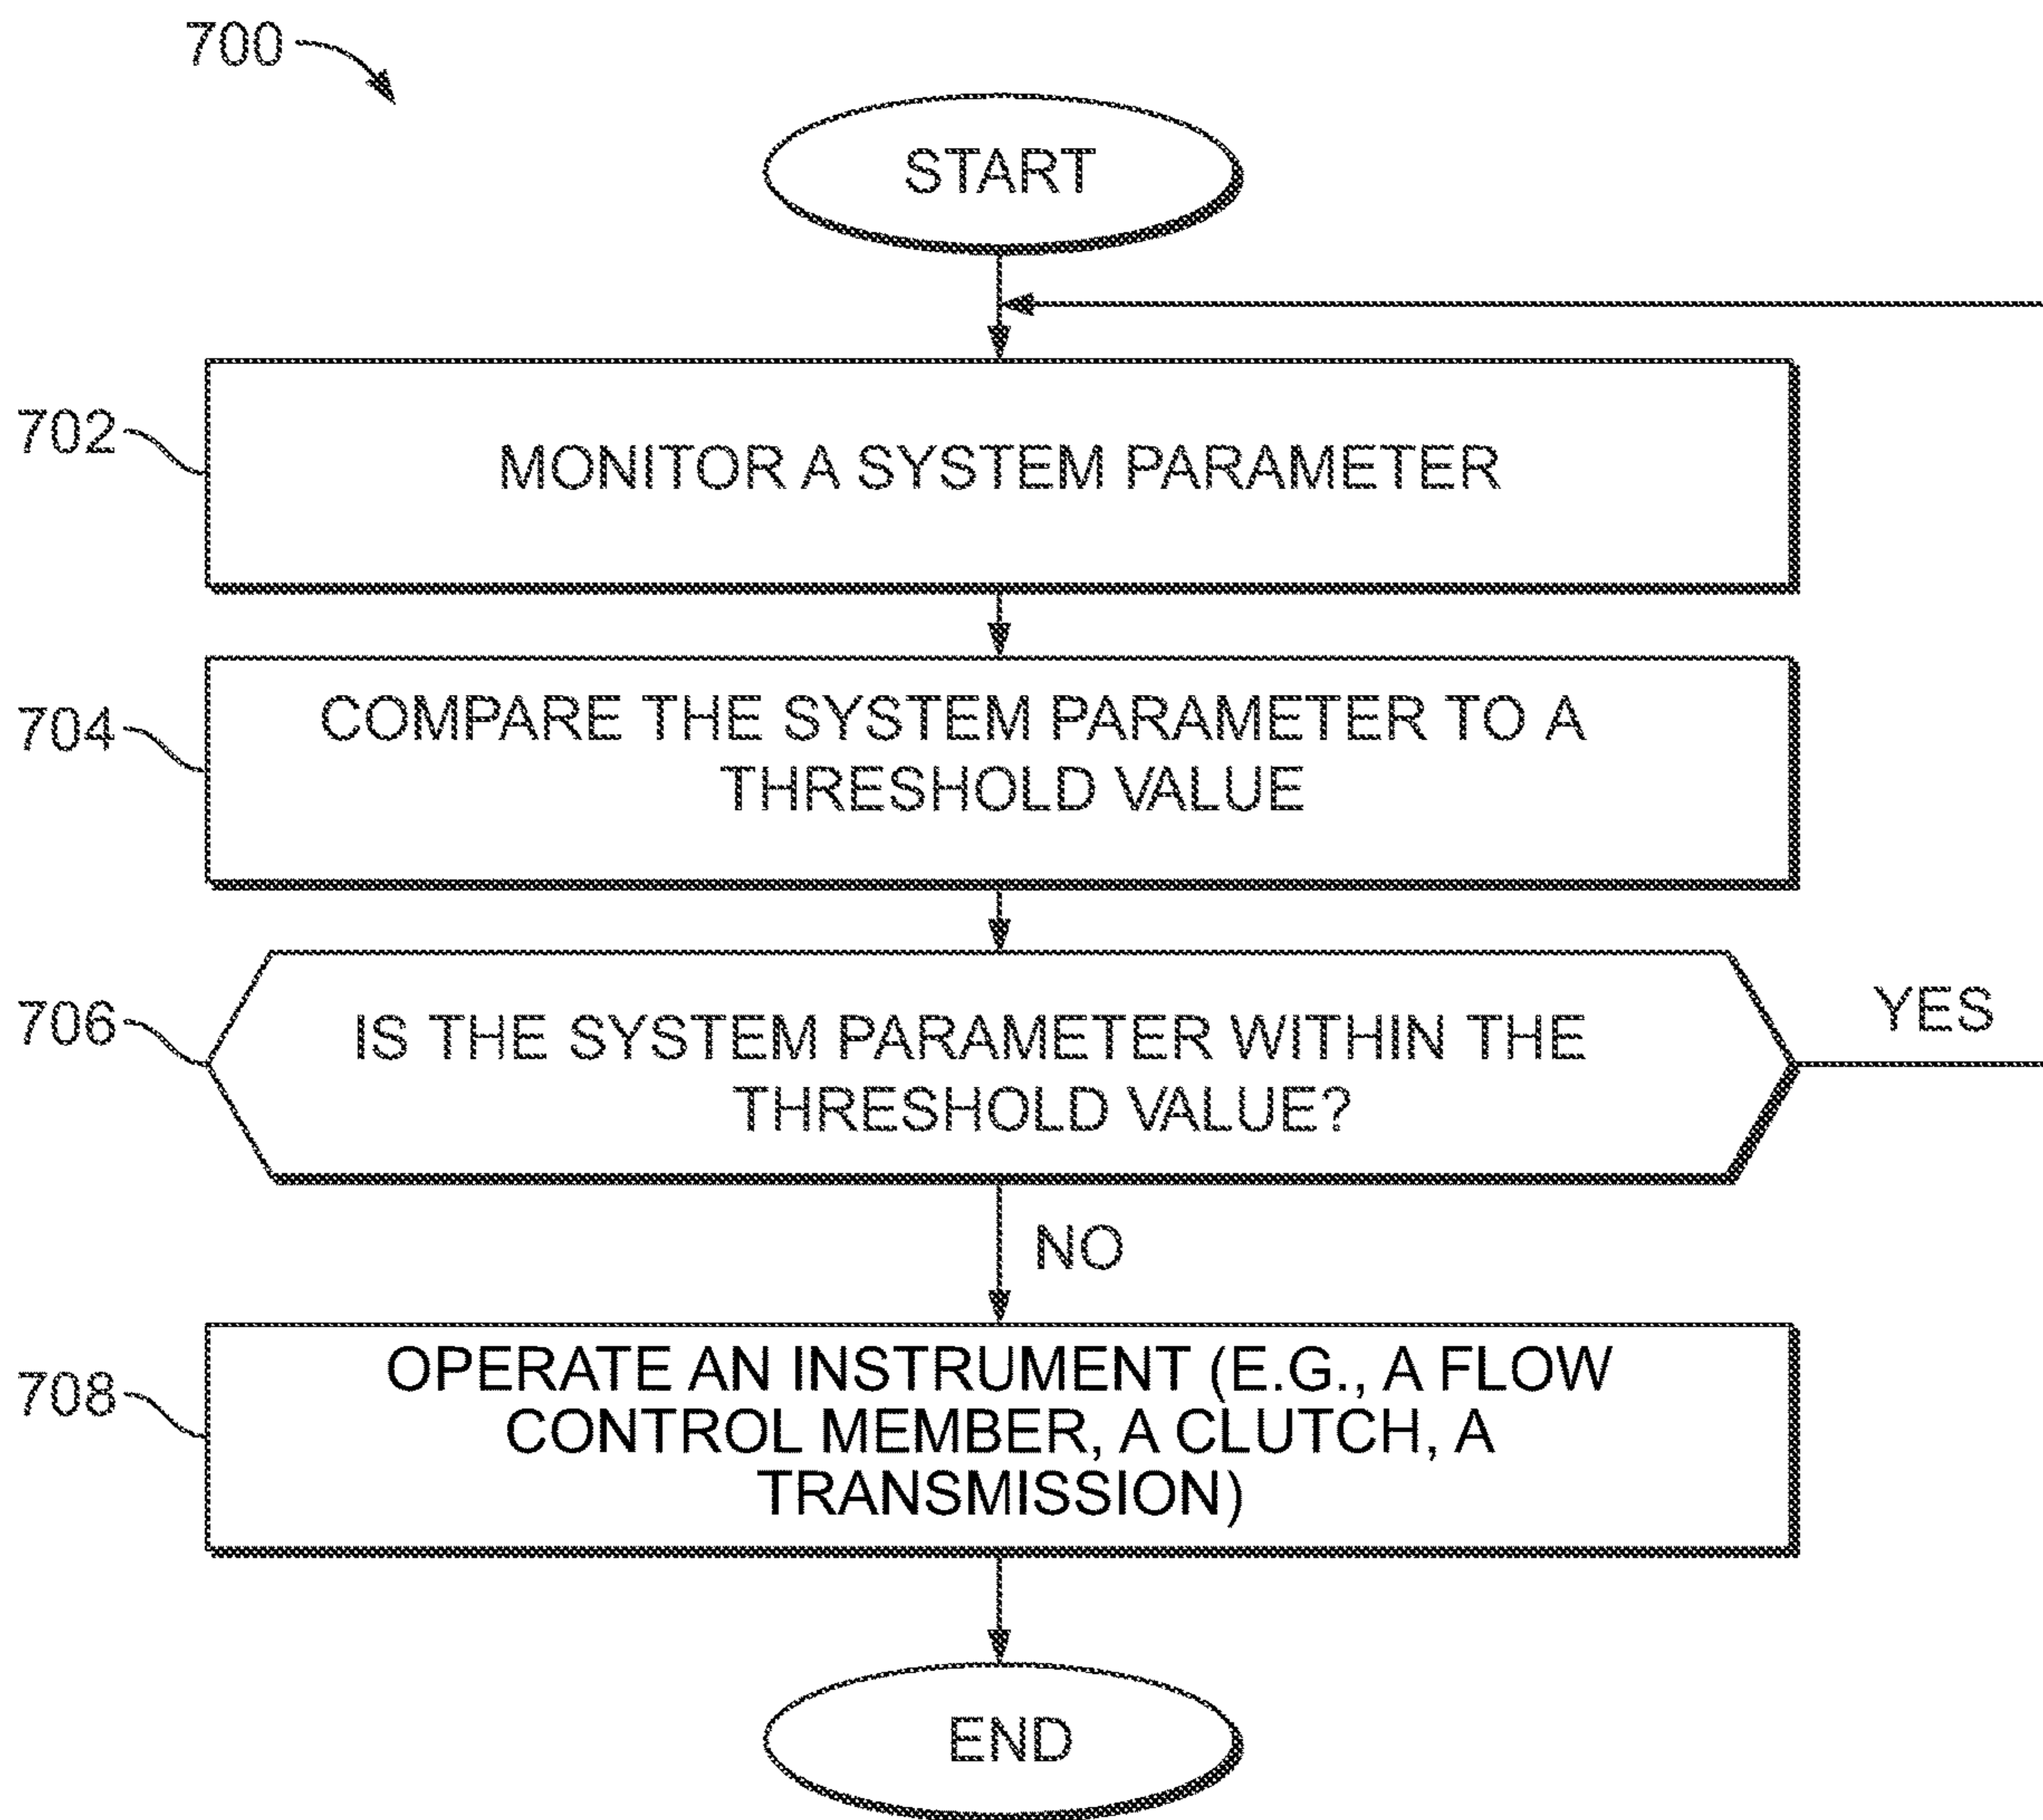 700
START
702
MONITOR A SYSTEM PARAMETER
704
COMPARE THE SYSTEM PARAMETER TO A
THRESHOLD VALUE
706
IS THE SYSTEM PARAMETER WITHIN THE
THRESHOLD VALUE?
YES
NO
708
OPERATE AN INSTRUMENT (E.G., A FLOW
CONTROL MEMBER, A CLUTCH, A
TRANSMISSION)
END